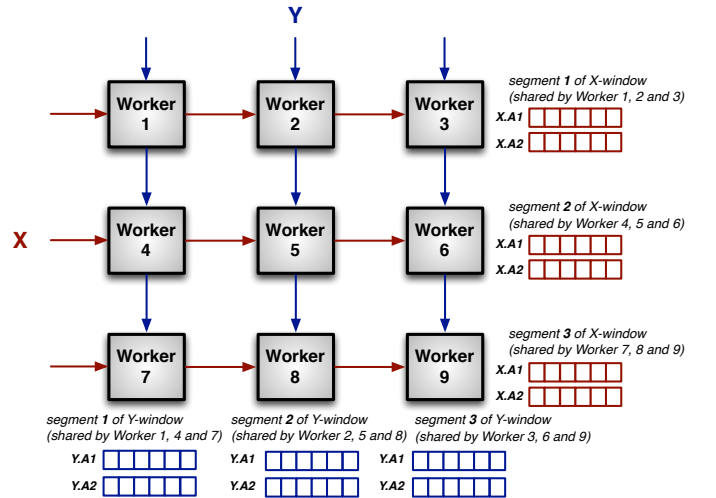 Y
Worker
1
Worker
2
Worker
3
segment 1 of X-window
(shared by Worker 1, 2 and 3)
X.A1
X.A2
X
Worker
4
Worker
5
Worker
6
segment 2 of X-window
(shared by Worker 4, 5 and 6)
X.A1
X.A2
Worker
7
Worker
8
Worker
9
segment 3 of X-window
(shared by Worker 7, 8 and 9)
X.A1
X.A2
segment 1 of Y-window
(shared by Worker 1, 4 and 7)
Y.A1
Y.A2
segment 2 of Y-window
(shared by Worker 2, 5 and 8)
Y.A1
Y.A2
segment 3 of Y-window
(shared by Worker 3, 6 and 9)
Y.A1
Y.A2